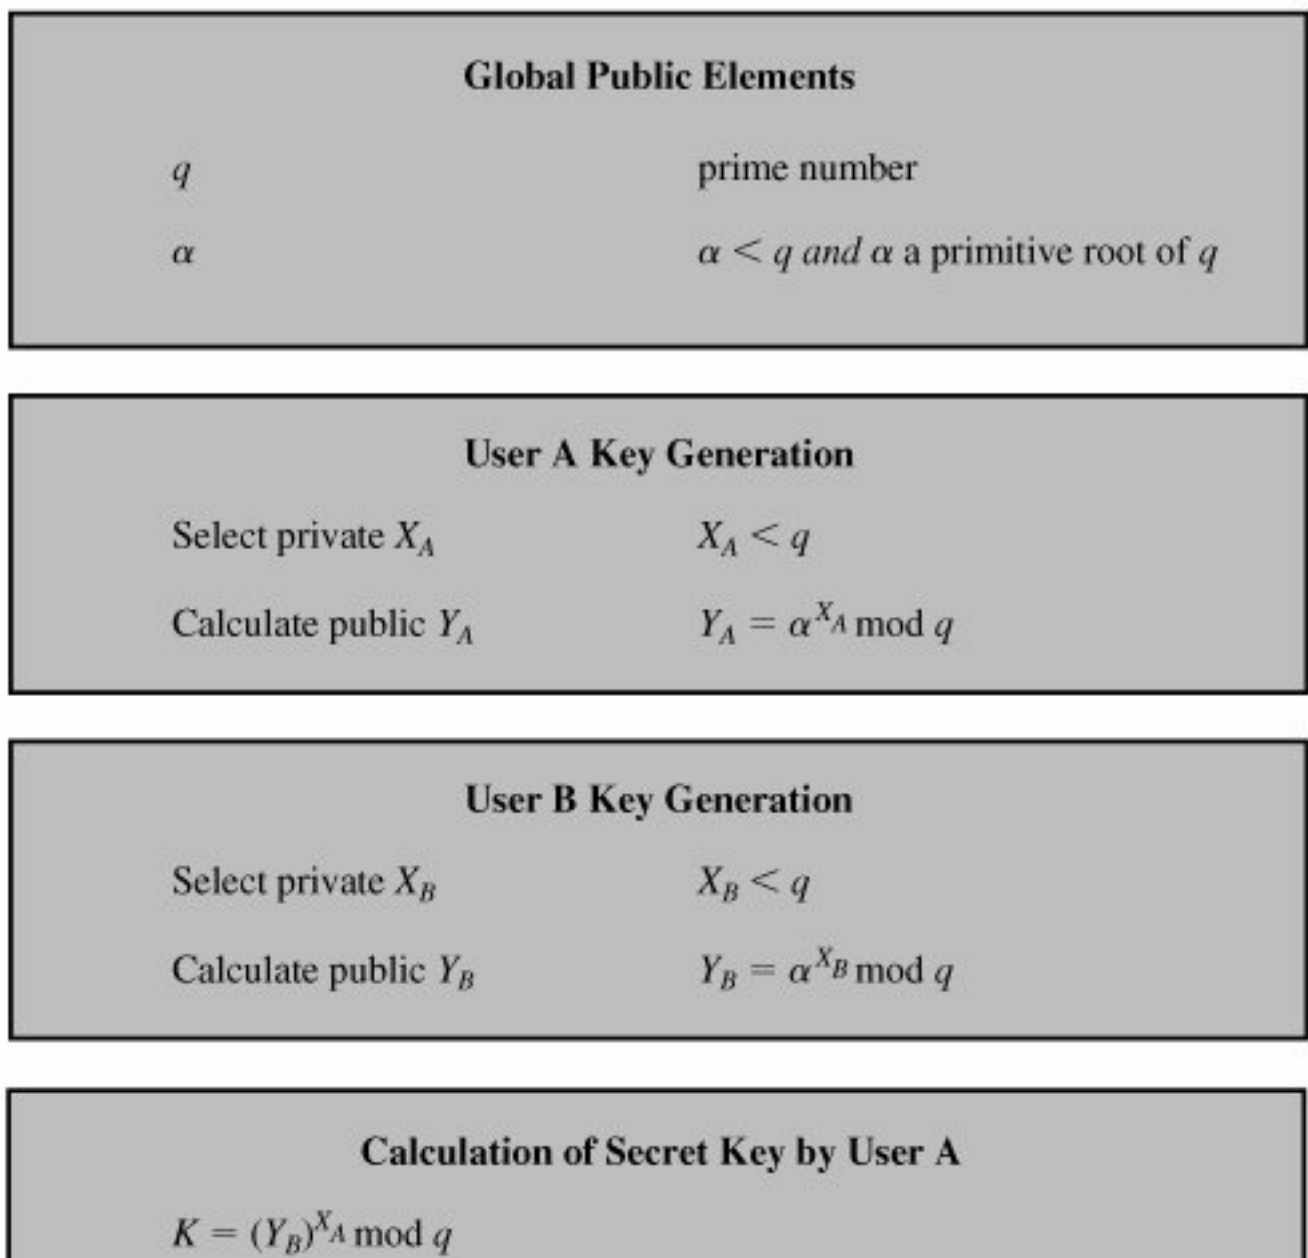 Global Public Elements
q prime number
α α < q and α a primitive root of q
User A Key Generation
Select private X_A X_A < q
Calculate public Y_A Y_A = α^{X_A} mod q
User B Key Generation
Select private X_B X_B < q
Calculate public Y_B Y_B = α^{X_B} mod q
Calculation of Secret Key by User A
K = (Y_B)^{X_A} mod q